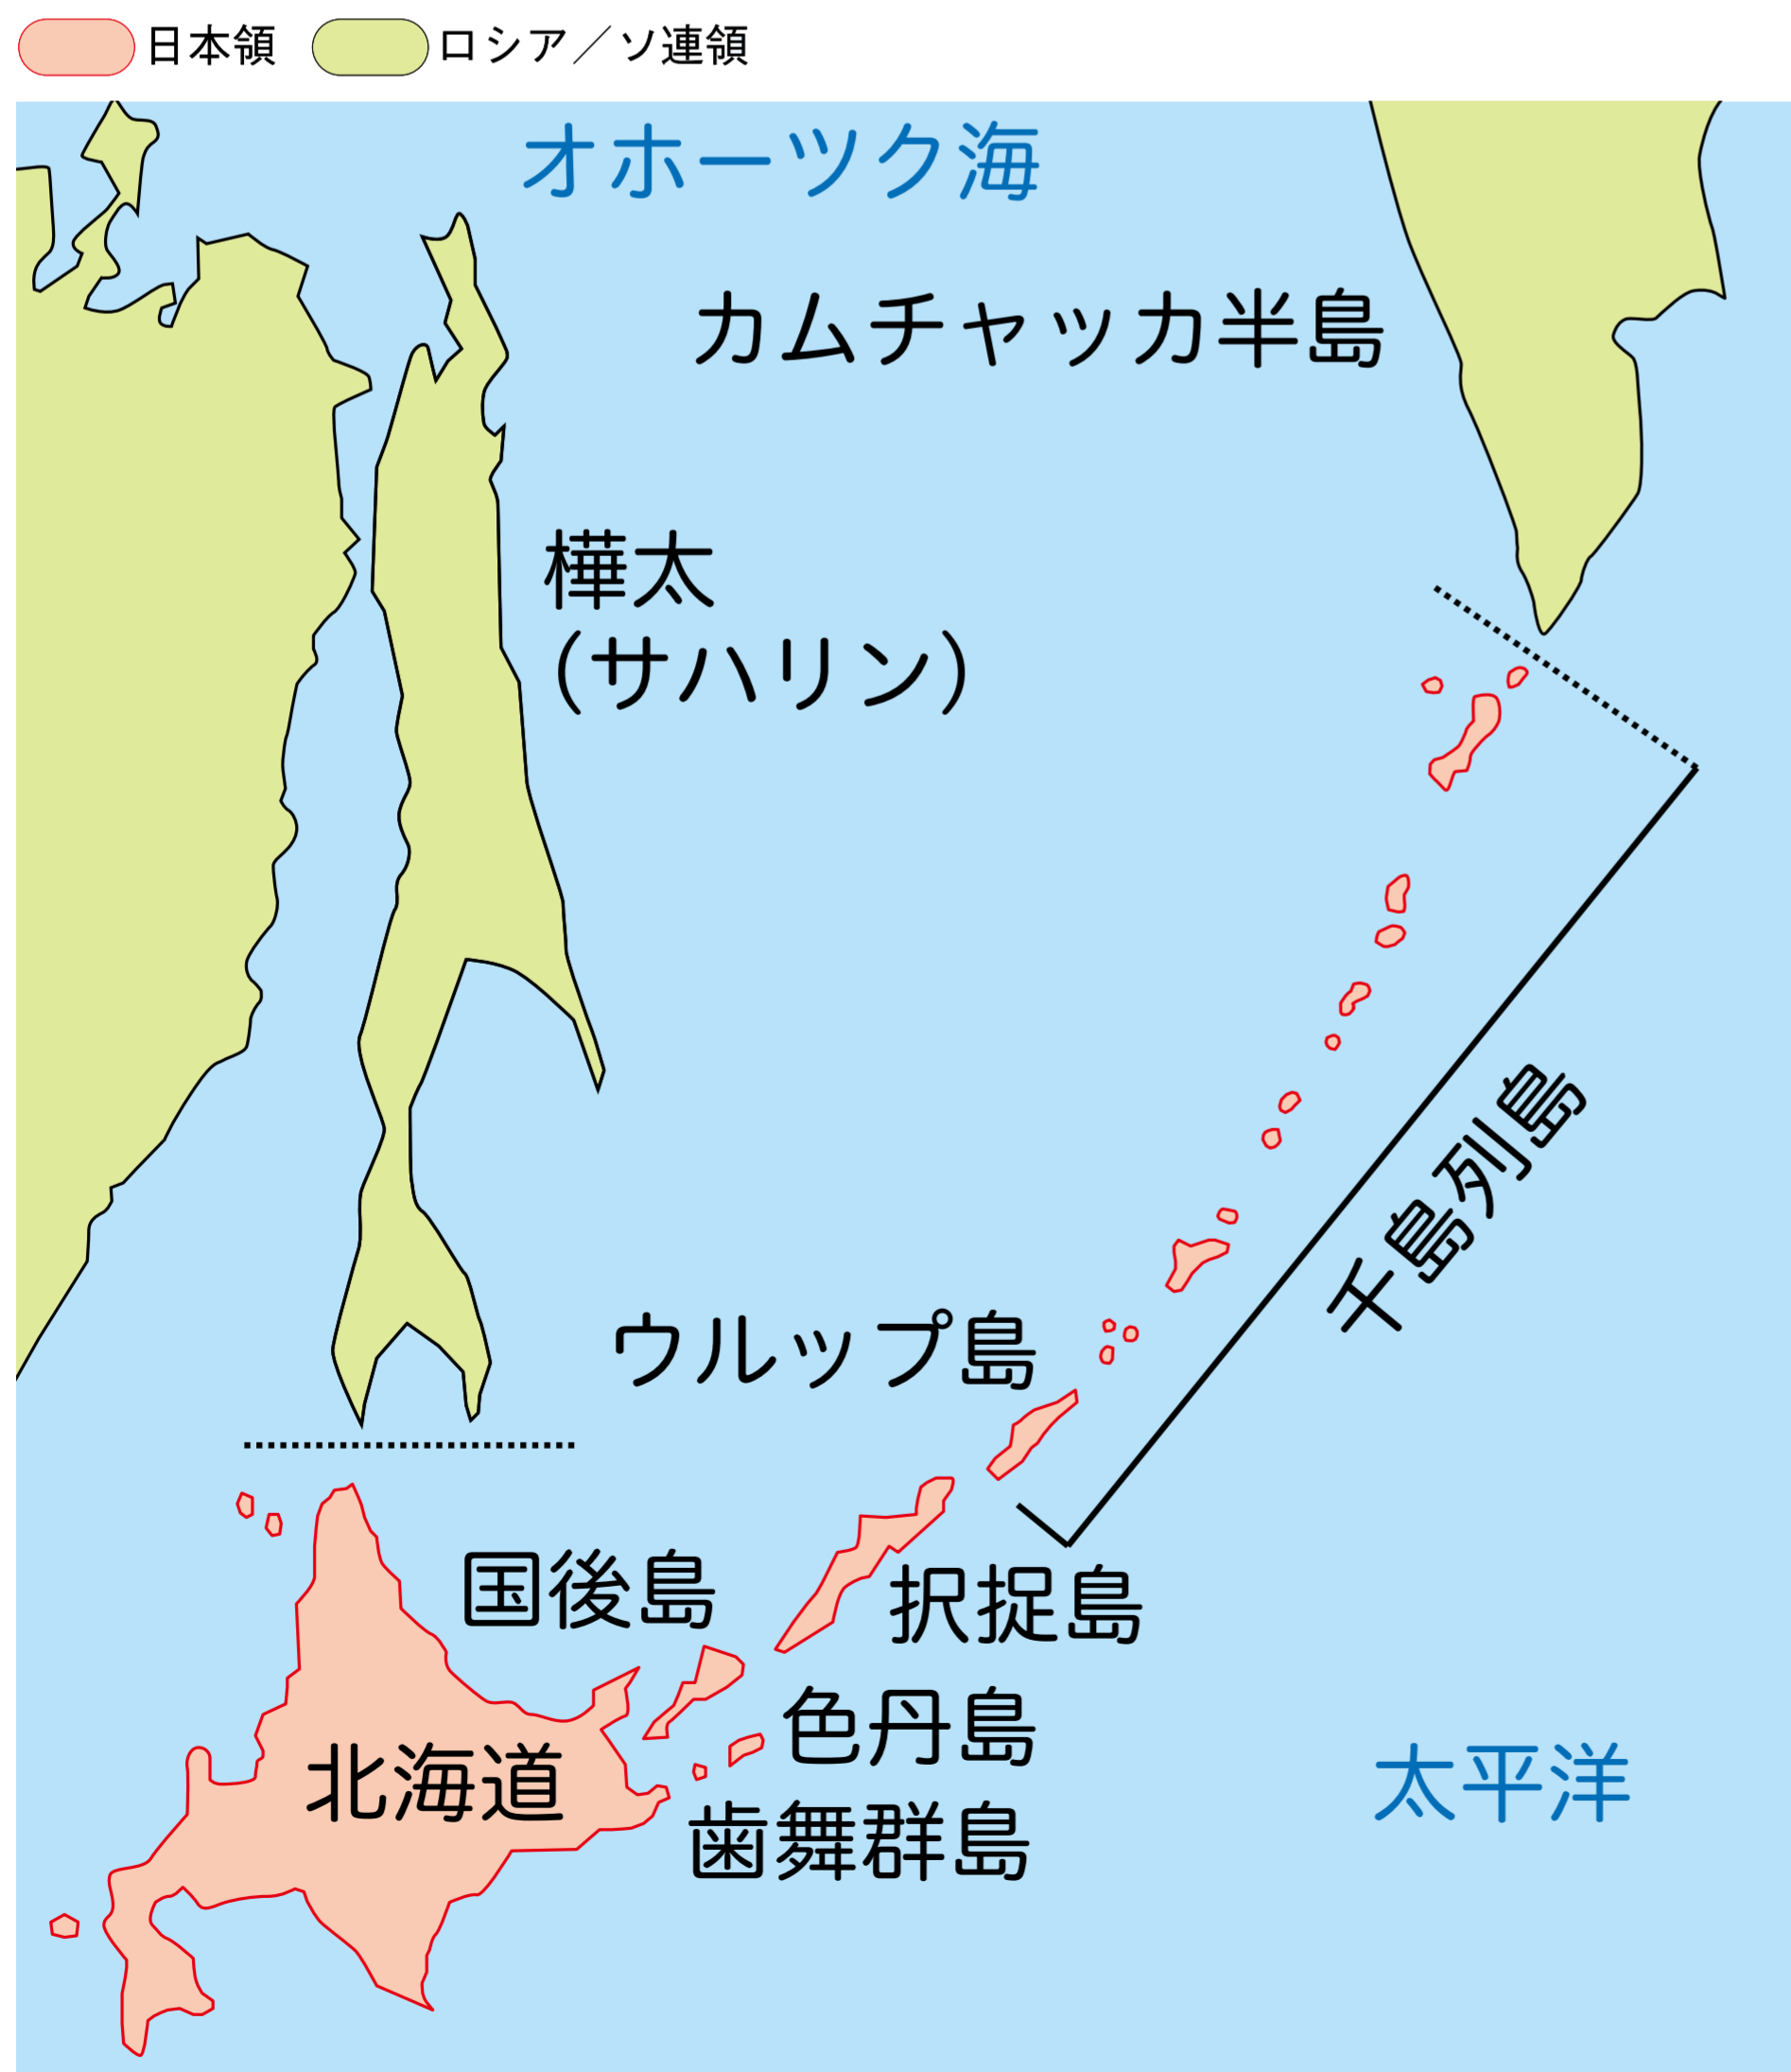 日本領
ロシア／ソ連領
オホーツク海
カムチャッカ半島
樺太
（サハリン）
千島列島
ウルップ島
国後島
択捉島
色丹島
北海道
歯舞群島
太平洋